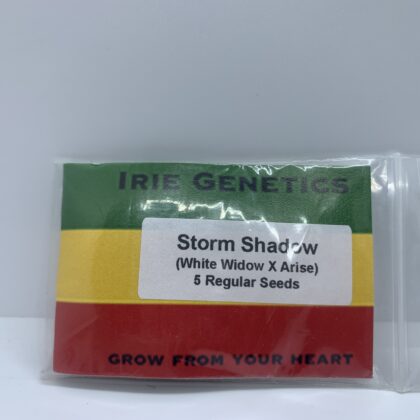 IRIE GENETICS
Storm Shadow
(White Widow X Arise)
5 Regular Seeds
GROW FROM YOUR HEART